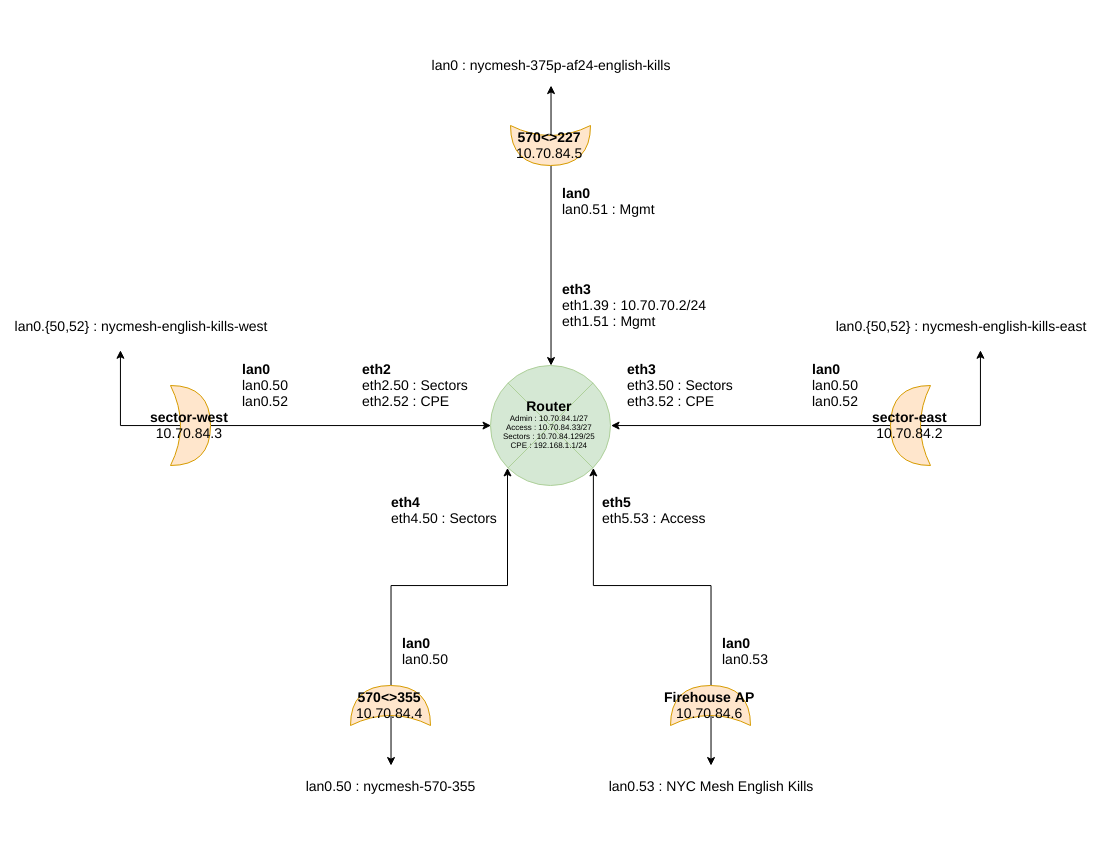 lan0 : nycmesh-375p-af24-english-kills
570<>227
10.70.84.5
lan0
lan0.51 : Mgmt
eth3
eth1.39 : 10.70.70.2/24
eth1.51 : Mgmt
lan0.{50,52} : nycmesh-english-kills-west
lan0.{50,52} : nycmesh-english-kills-east
lan0
lan0.50
lan0.52
eth2
eth2.50 : Sectors
eth2.52 : CPE
eth3
eth3.50 : Sectors
eth3.52 : CPE
lan0
lan0.50
lan0.52
sector-west
10.70.84.3
Router
Admin : 10.70.84.1/27
Access : 10.70.84.33/27
Sectors : 10.70.84.129/25
CPE : 192.168.1.1/24
sector-east
10.70.84.2
eth4
eth4.50 : Sectors
eth5
eth5.53 : Access
lan0
lan0.50
lan0
lan0.53
570<>355
10.70.84.4
Firehouse AP
10.70.84.6
lan0.50 : nycmesh-570-355
lan0.53 : NYC Mesh English Kills